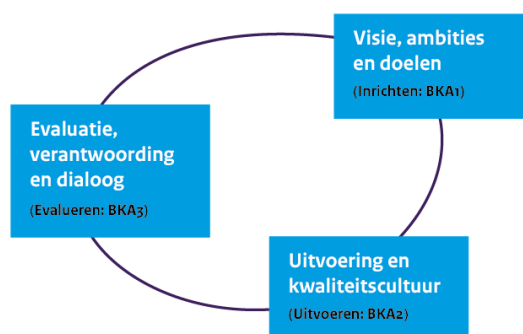 Visie, ambities
en doelen
(Inrichten: BKA1)
Evaluatie,
verantwoording
en dialoog
(Evalueren: BKA3)
Uitvoering en
kwaliteitscultuur
(Uitvoeren: BKA2)